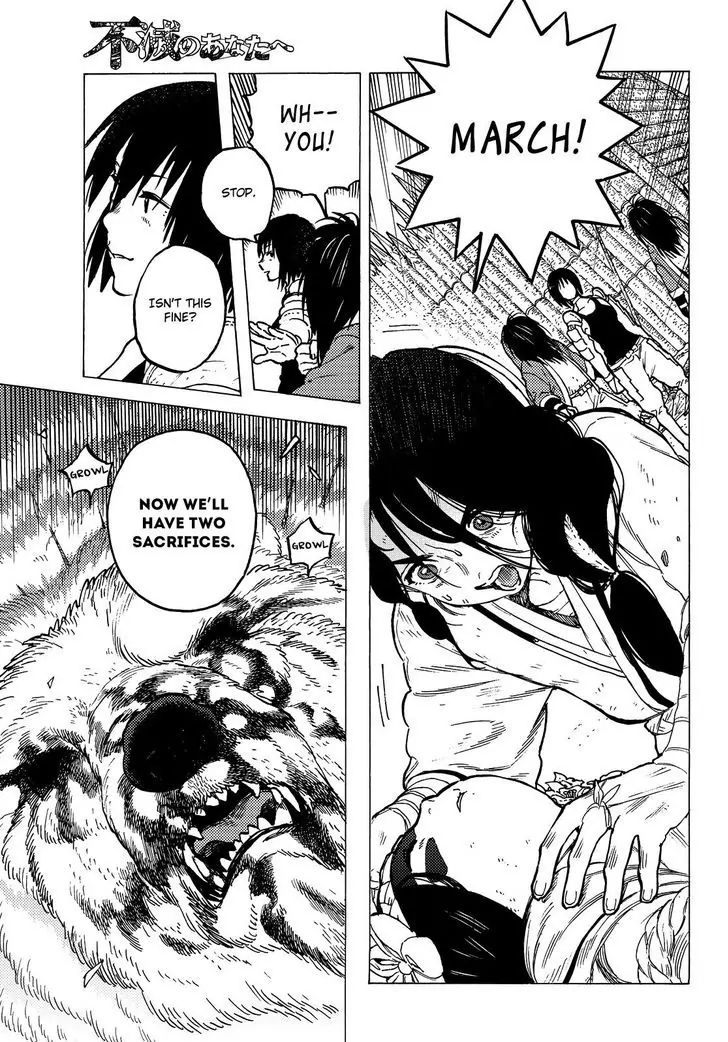 不滅のあなたへ
MARCH!
WH--
YOU!
STOP.
ISN'T THIS
FINE?
GROWL
NOW WE'LL
HAVE TWO
SACRIFICES.
GROWL